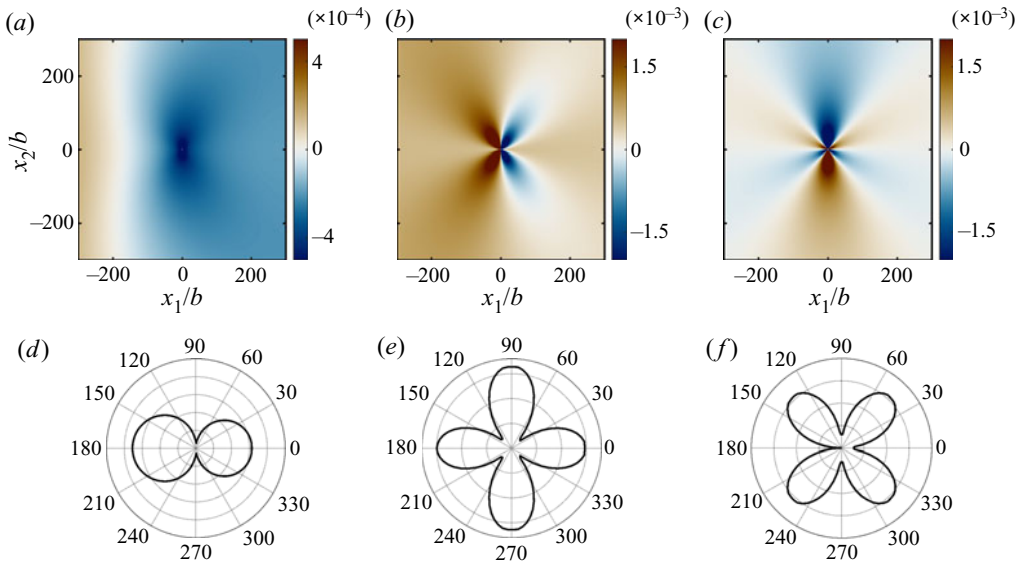 (a) (×10⁻⁴) (b) (×10⁻³) (c) (×10⁻³)
200 4 1.5 1.5
x₂/b 0 0 0 0
–200 –4 –1.5 –1.5
–200 0 200 –200 0 200 –200 0 200
x₁/b x₁/b x₁/b
(d) (e) (f)
90 90 90
120 60 120 60 120 60
150 30 150 30 150 30
180 0 180 0 180 0
210 330 210 330 210 330
240 300 240 300 240 300
270 270 270